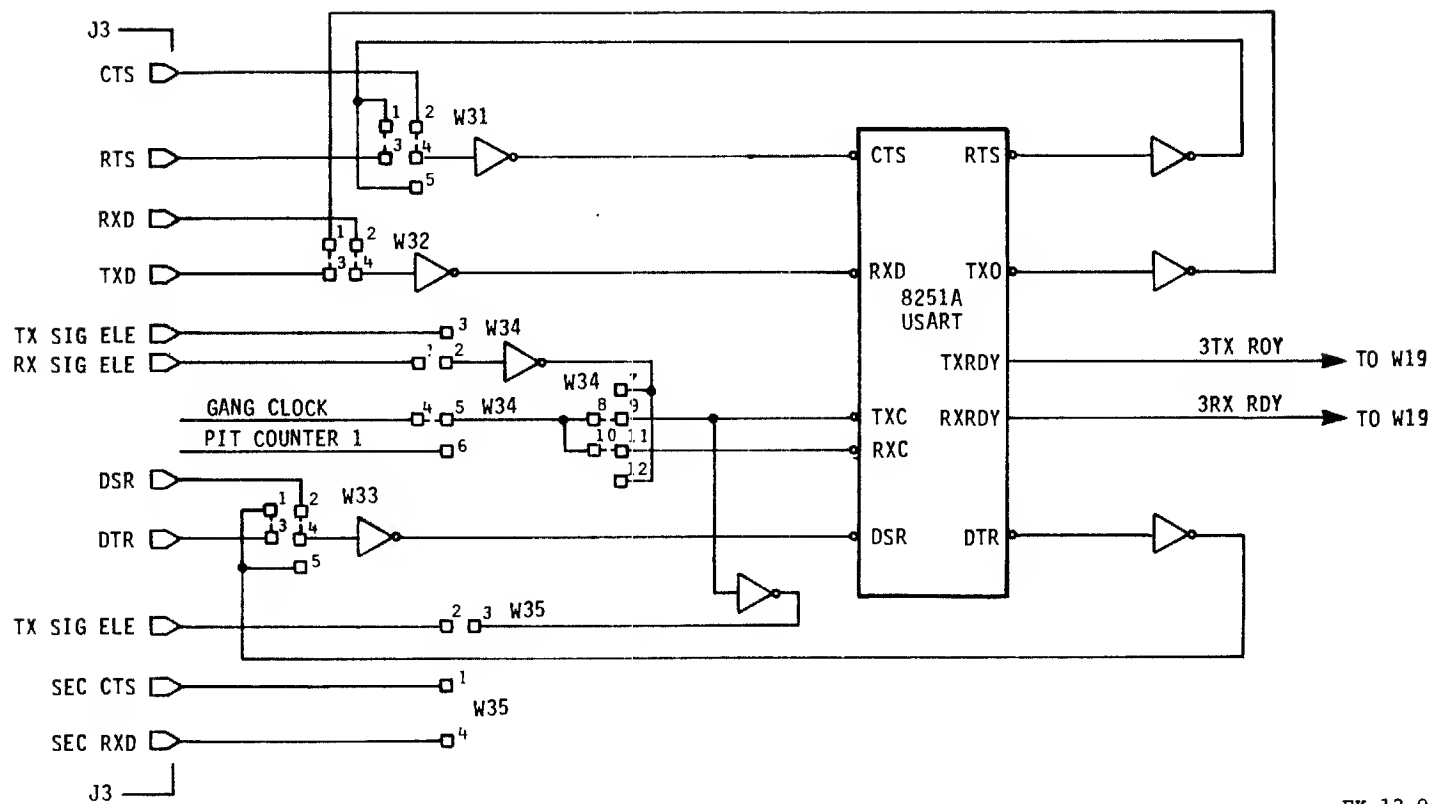 J3
CTS
1 2 W31
RTS
3 4
5
CTS RTS
RXD
1 2 W32
TXD
3 4
RXD TXO
8251A
USART
TX SIG ELE
3 W34
RX SIG ELE
2
TXRDY 3TX ROY TO W19
W34 7
GANG CLOCK
4 5 W34
8 9
TXC RXRDY 3RX RDY TO W19
PIT COUNTER 1
6
10 11
RXC
12
DSR
1 2 W33
DTR
3 4
5
DSR DTR
TX SIG ELE
2 3 W35
SEC CTS
1
W35
SEC RXD
4
J3